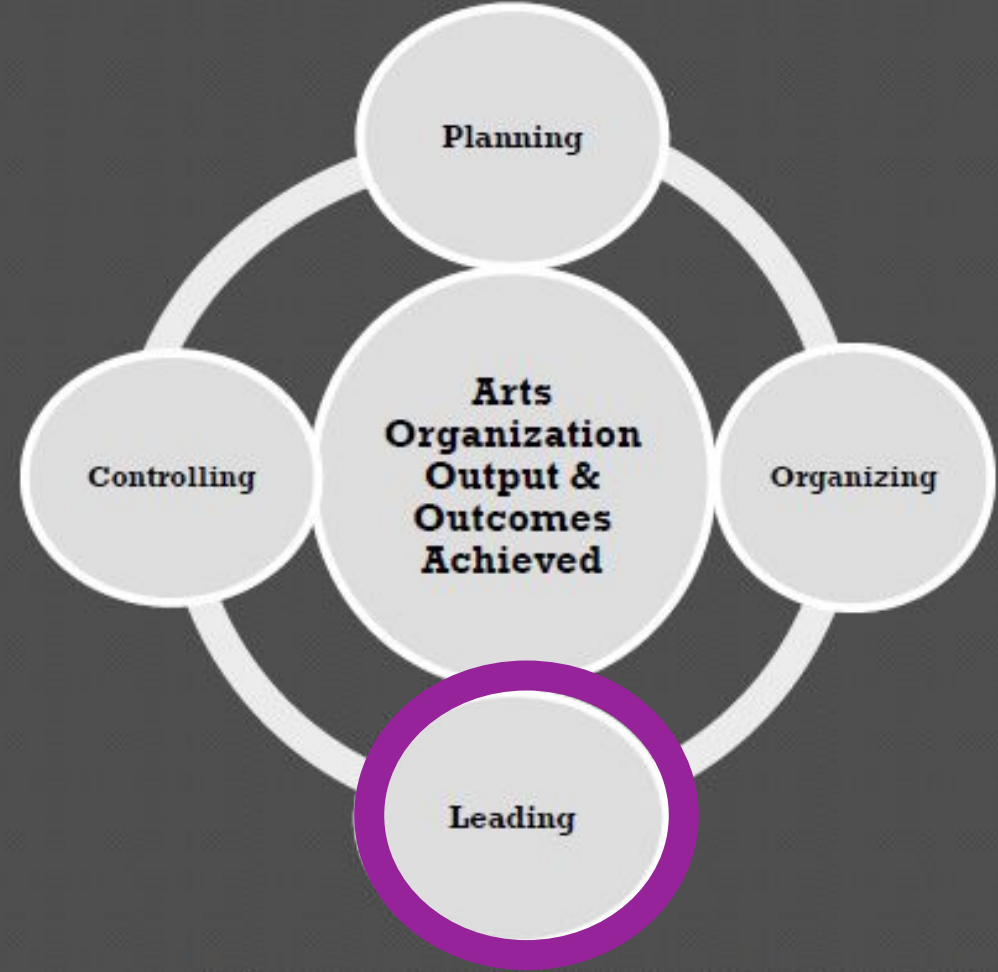 Planning
Arts
Organization
Output &
Outcomes
Achieved
Controlling
Organizing
Leading